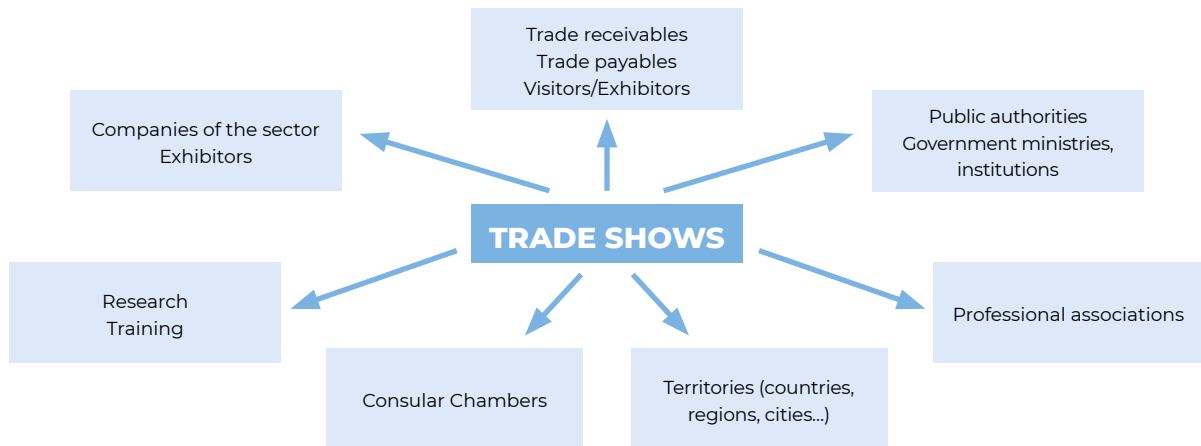 Trade receivables
Trade payables
Visitors/Exhibitors
Companies of the sector
Exhibitors
Public authorities
Government ministries,
institutions
TRADE SHOWS
Research
Training
Professional associations
Consular Chambers
Territories (countries,
regions, cities...)